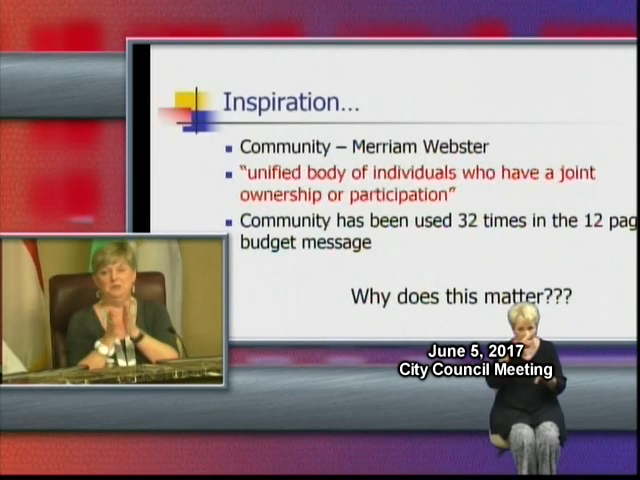 Inspiration...
Community – Merriam Webster
"unified body of individuals who have a joint
ownership or participation"
Community has been used 32 times in the 12 pag
budget message
Why does this matter???
June 5, 2017
City Council Meeting